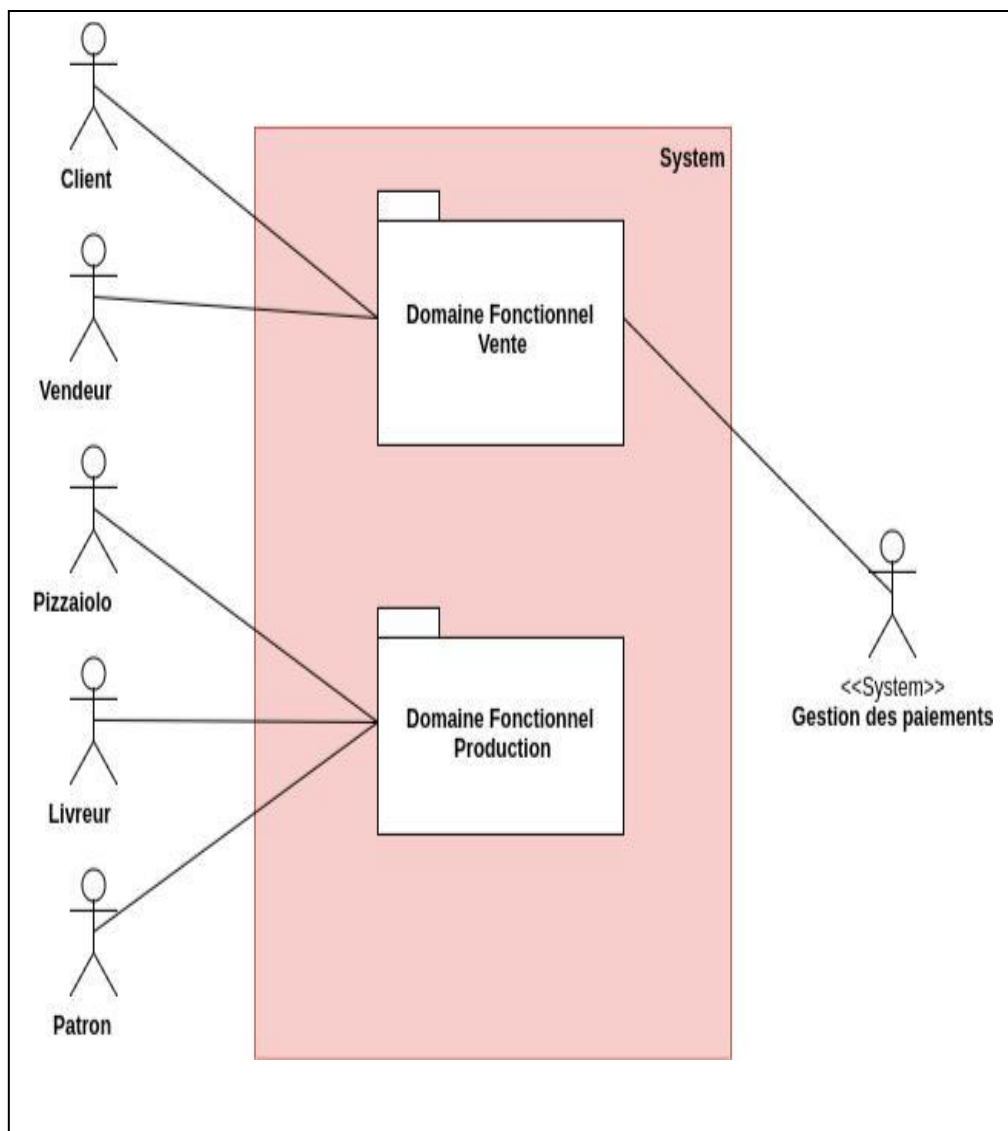 Client
Vendeur
Pizzaiolo
Livreur
Patron
System
Domaine Fonctionnel
Vente
Domaine Fonctionnel
Production
<<System>>
Gestion des paiements